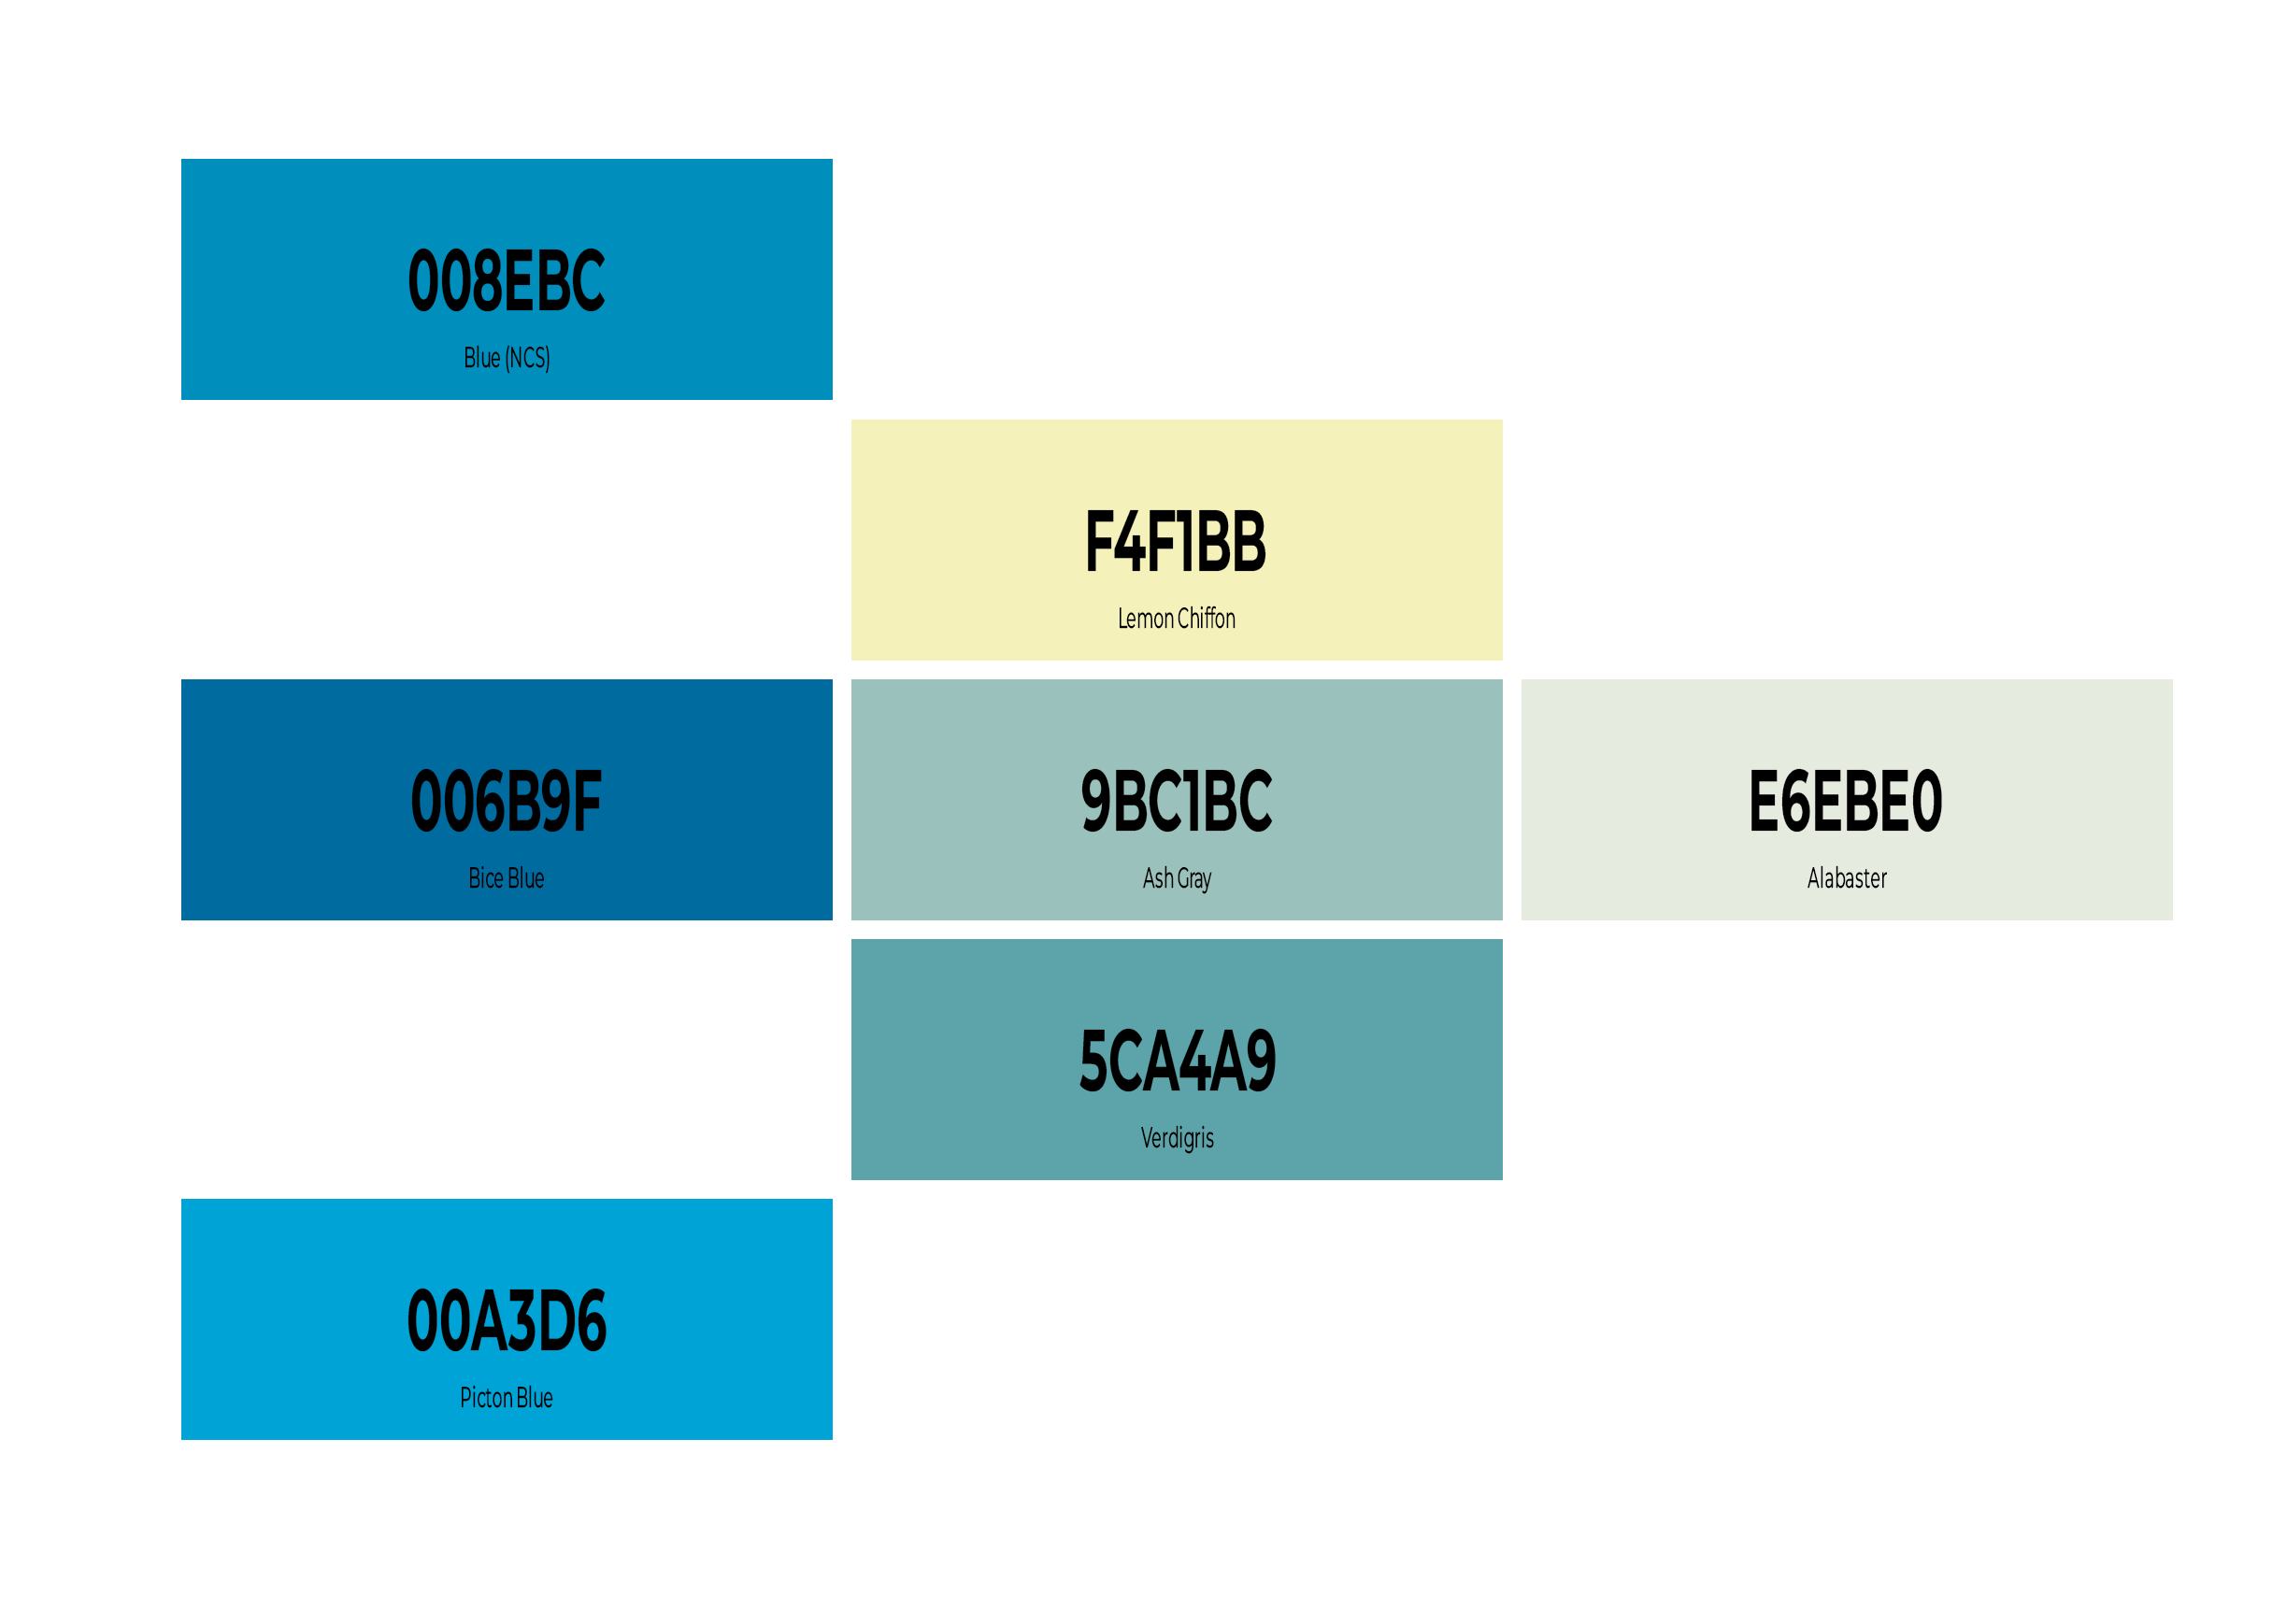 008EBC
Blue (NCS)
F4F1BB
Lemon Chiffon
006B9F
Bice Blue
9BC1BC
Ash Gray
E6EBE0
Alabaster
5CA4A9
Verdigris
00A3D6
Picton Blue